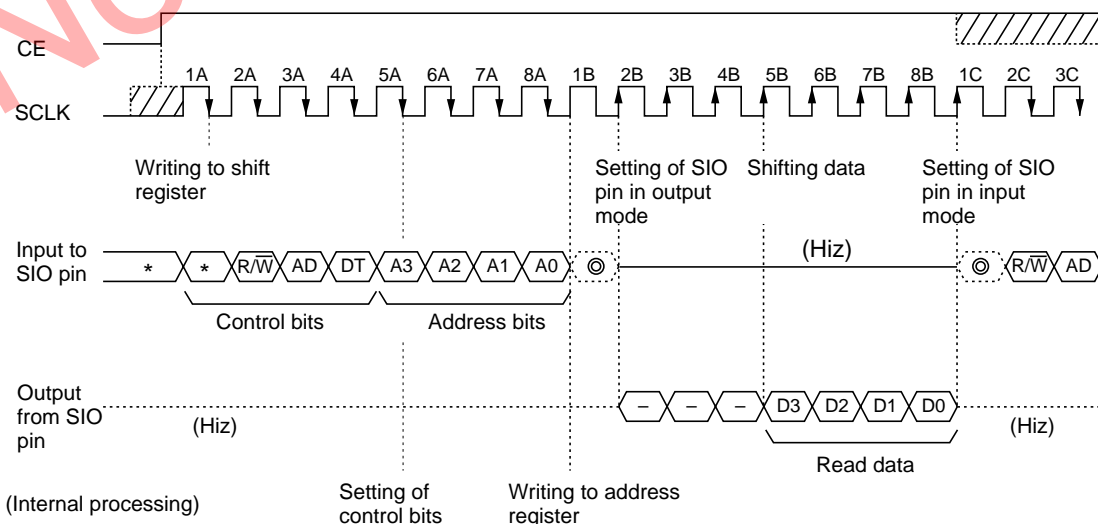 CE
1A 2A 3A 4A 5A 6A 7A 8A 1B 2B 3B 4B 5B 6B 7B 8B 1C 2C 3C
SCLK
Writing to shift
register
Setting of SIO
pin in output
mode
Shifting data
Setting of SIO
pin in input
mode
Input to
SIO pin
* * R/W̅ AD DT A3 A2 A1 A0 ◎ (Hiz) ◎ R/W̅ AD
Control bits Address bits
Output
from SIO
pin
(Hiz) – – – D3 D2 D1 D0 (Hiz)
Read data
(Internal processing)
Setting of
control bits
Writing to address
register